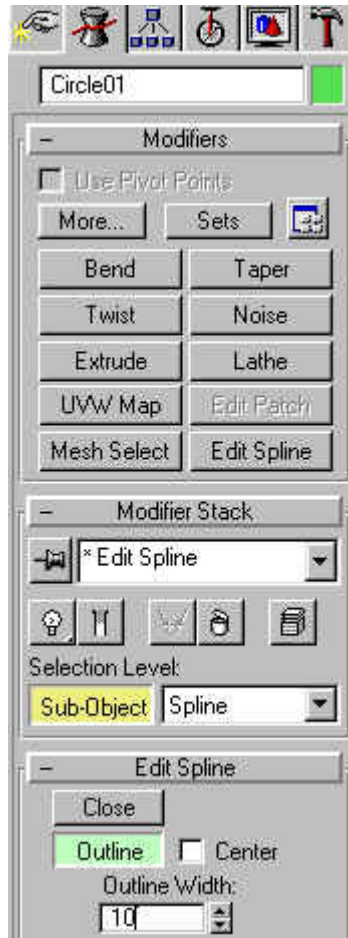 Circle01
Modifiers
Use Pivot Points
More... Sets
Bend Taper
Twist Noise
Extrude Lathe
UVW Map Edit Patch
Mesh Select Edit Spline
Modifier Stack
* Edit Spline
Selection Level:
Sub-Object Spline
Edit Spline
Close
Outline Center
Outline Width:
10